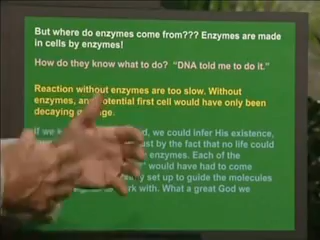 But where do enzymes come from??? Enzymes are made
in cells by enzymes!
How do they know what to do? "DNA told me to do it."
Reaction without enzymes are too slow. Without
enzymes, any potential first cell would have only been
decaying
If we d, we could infer His existence,
ust by the fact that no life could
enzymes. Each of the
would have had to come
set up to guide the molecules
rk with. What a great God we